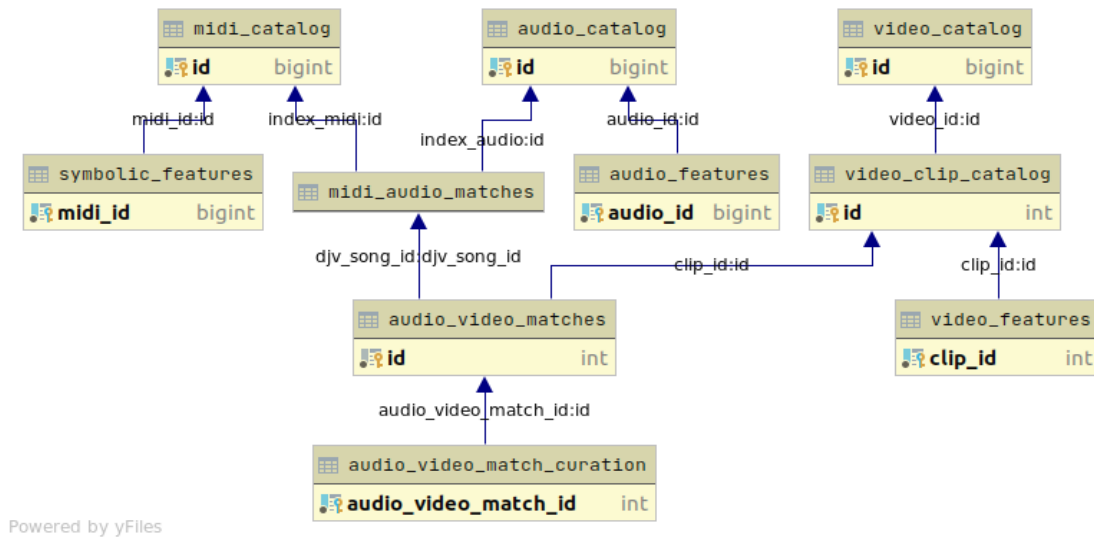 midi_catalog
id bigint
audio_catalog
id bigint
video_catalog
id bigint
midi_id:id
index_midi:id
index_audio:id
audio_id:id
video_id:id
symbolic_features
midi_id bigint
midi_audio_matches
audio_features
audio_id bigint
video_clip_catalog
id int
djv_song_id:djv_song_id
clip_id:id
clip_id:id
audio_video_matches
id int
video_features
clip_id int
audio_video_match_id:id
audio_video_match_curation
audio_video_match_id int
Powered by yFiles